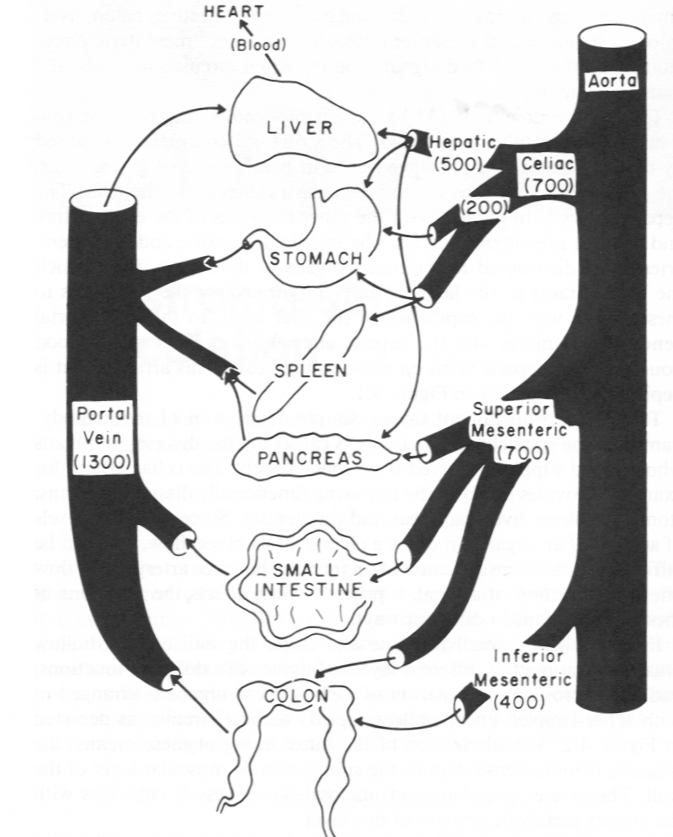 HEART
(Blood)
Aorta
LIVER
Hepatic
(500)
Celiac
(700)
(200)
STOMACH
SPLEEN
Portal
Vein
(1300)
Superior
Mesenteric
(700)
PANCREAS
SMALL
INTESTINE
Inferior
Mesenteric
(400)
COLON